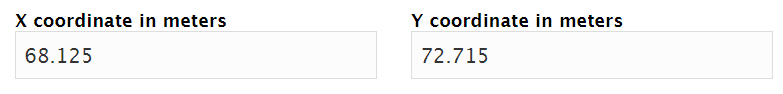 X coordinate in meters Y coordinate in meters
68.125 72.715